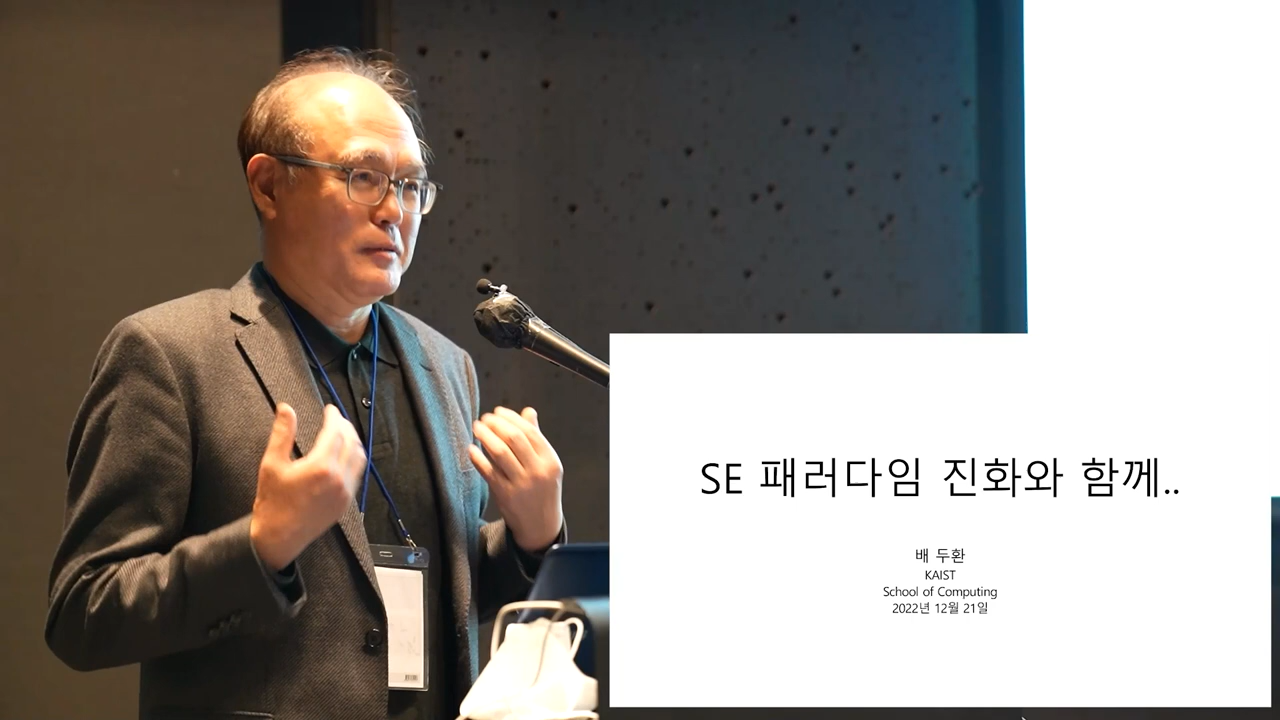 SE 패러다임 진화와 함께..
배 두환
KAIST
School of Computing
2022년 12월 21일